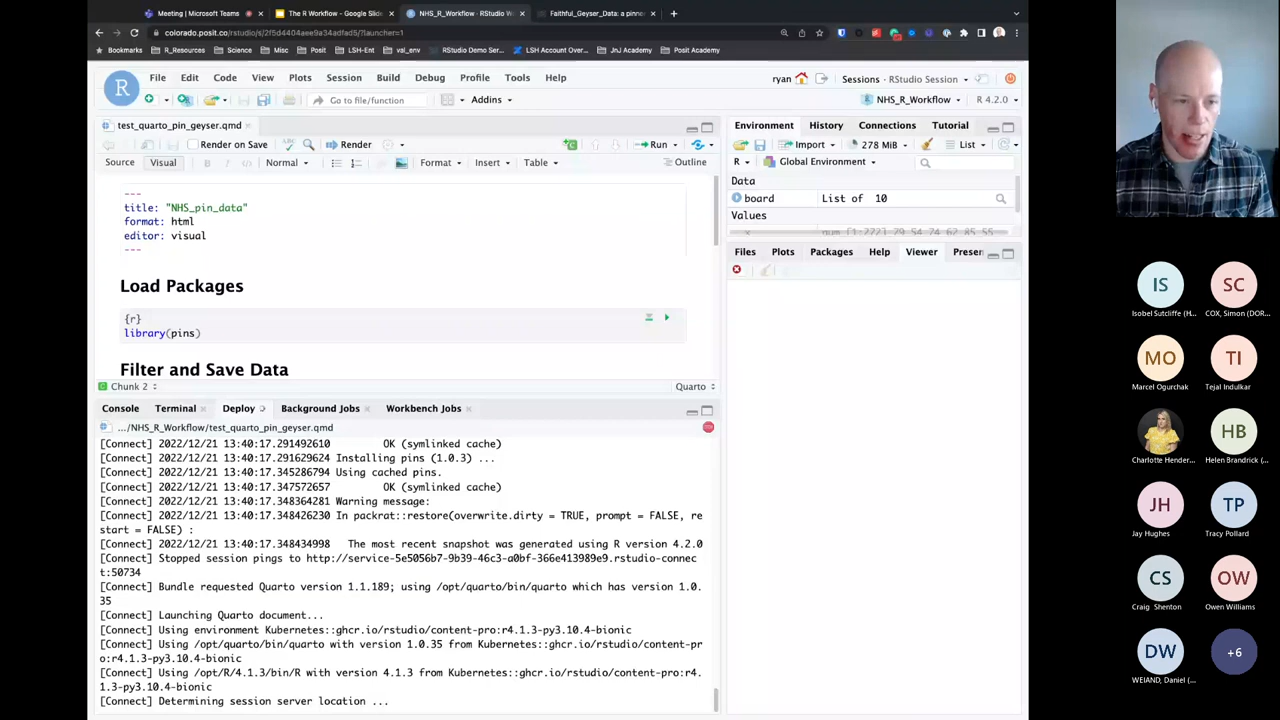 Meeting | Microsoft Teams
The R Workflow - Google Slide
NHS_R_Workflow - RStudio W
Faithful_Geyser_Data: a pinne
colorado.posit.co/rstudio/s/2f5d4404aee9a34adfad5/?launcher=1
Bookmarks R_Resources Science Misc Posit LSH-Ent val_env RStudio Demo Ser... LSH Account Over... JnJ Academy Posit Academy
File Edit Code View Plots Session Build Debug Profile Tools Help
ryan Sessions - RStudio Session
Go to file/function Addins
NHS_R_Workflow R 4.2.0
test_quarto_pin_geyser.qmd
Render on Save Render Run
Source Visual B I Normal Format Insert Table Outline
---
title: "NHS_pin_data"
format: html
editor: visual
---
Load Packages
{r}
library(pins)
Filter and Save Data
Chunk 2 Quarto
Console Terminal Deploy Background Jobs Workbench Jobs
.../NHS_R_Workflow/test_quarto_pin_geyser.qmd
[Connect] 2022/12/21 13:40:17.291492610 OK (symlinked cache)
[Connect] 2022/12/21 13:40:17.291629624 Installing pins (1.0.3) ...
[Connect] 2022/12/21 13:40:17.345286794 Using cached pins.
[Connect] 2022/12/21 13:40:17.347572657 OK (symlinked cache)
[Connect] 2022/12/21 13:40:17.348364281 Warning message:
[Connect] 2022/12/21 13:40:17.348426230 In packrat::restore(overwrite.dirty = TRUE, prompt = FALSE, re
start = FALSE) :
[Connect] 2022/12/21 13:40:17.348434998 The most recent snapshot was generated using R version 4.2.0
[Connect] Stopped session pings to http://service-5e5056b7-9b39-46c3-a0bf-366e413989e9.rstudio-connec
t:50734
[Connect] Bundle requested Quarto version 1.1.189; using /opt/quarto/bin/quarto which has version 1.0.
35
[Connect] Launching Quarto document...
[Connect] Using environment Kubernetes::ghcr.io/rstudio/content-pro:r4.1.3-py3.10.4-bionic
[Connect] Using /opt/quarto/bin/quarto with version 1.0.35 from Kubernetes::ghcr.io/rstudio/content-pr
o:r4.1.3-py3.10.4-bionic
[Connect] Using /opt/R/4.1.3/bin/R with version 4.1.3 from Kubernetes::ghcr.io/rstudio/content-pro:r4.
1.3-py3.10.4-bionic
[Connect] Determining session server location ...
Environment History Connections Tutorial
Import 278 MiB List
R Global Environment
Data
board List of 10
Values
Files Plots Packages Help Viewer Presen
IS
Isobel Sutcliffe (H...
SC
COX, Simon (DOR...
MO
Marcel Ogurchak
TI
Tejal Indulkar
Charlotte Hender...
HB
Helen Brandrick (...
JH
Jay Hughes
TP
Tracy Pollard
CS
Craig Shenton
OW
Owen Williams
DW
WEIAND, Daniel (...
+6